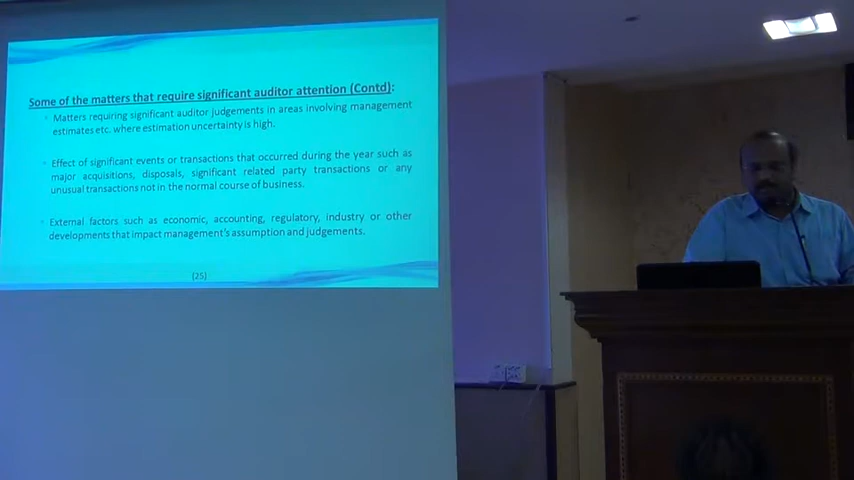 Some of the matters that require significant auditor attention (Contd):
Matters requiring significant auditor judgements in areas involving management
estimates etc. where estimation uncertainty is high.
Effect of significant events or transactions that occurred during the year such as
major acquisitions, disposals, significant related party transactions or any
unusual transactions not in the normal course of business.
External factors such as economic, accounting, regulatory, industry or other
developments that impact management's assumption and judgements.
(25)